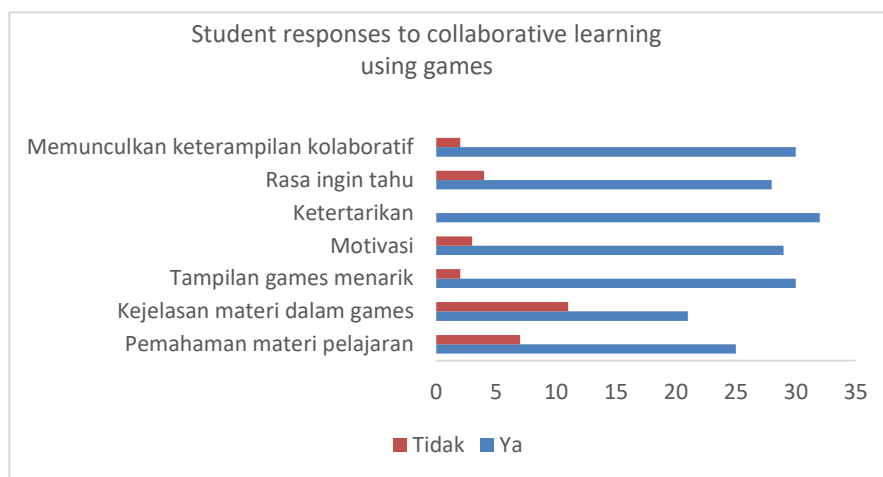 Student responses to collaborative learning
using games
Memunculkan keterampilan kolaboratif
Rasa ingin tahu
Ketertarikan
Motivasi
Tampilan games menarik
Kejelasan materi dalam games
Pemahaman materi pelajaran
0 5 10 15 20 25 30 35
Tidak Ya